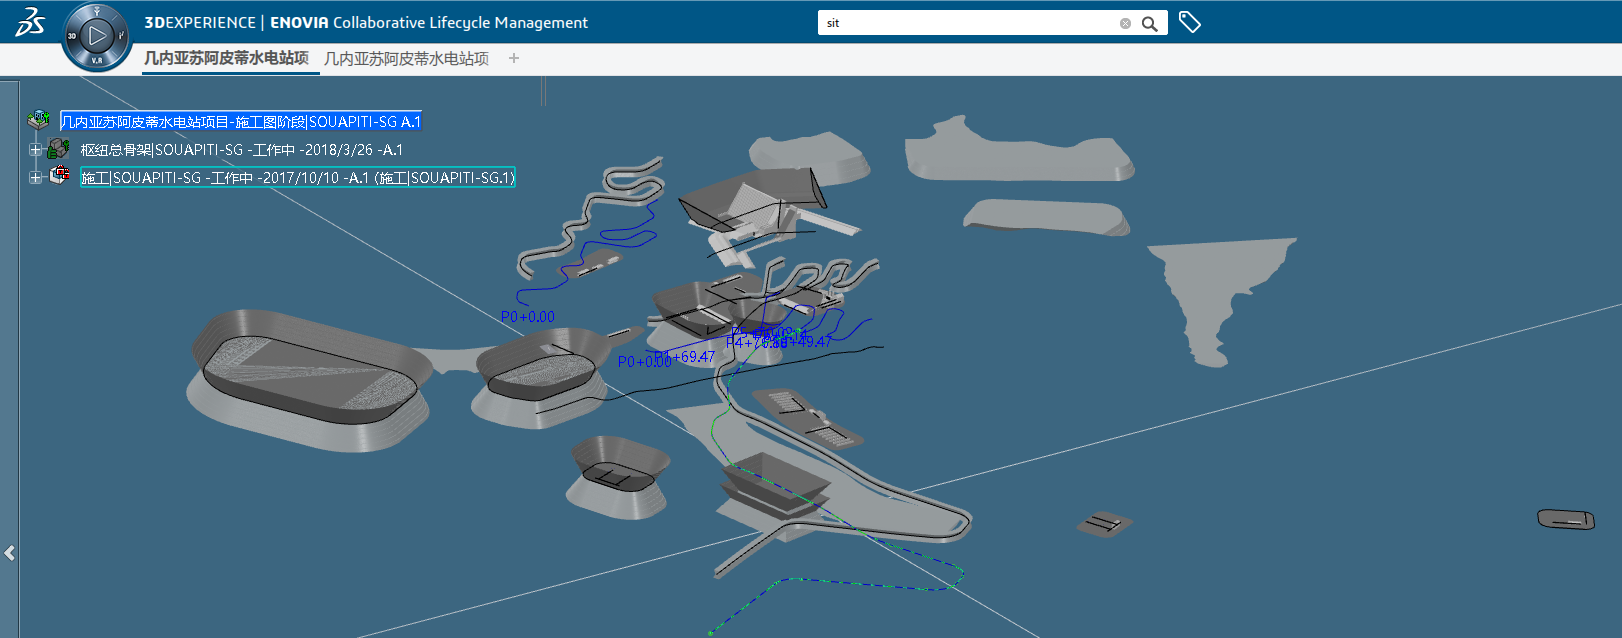 3DEXPERIENCE | ENOVIA Collaborative Lifecycle Management
sit
3D
V.R
几内亚苏阿皮蒂水电站项
几内亚苏阿皮蒂水电站项
几内亚苏阿皮蒂水电站项目-施工图阶段|SOUAPITI-SG A.1
枢纽总骨架|SOUAPITI-SG -工作中 -2018/3/26 -A.1
施工|SOUAPITI-SG -工作中 -2017/10/10 -A.1 (施工|SOUAPITI-SG.1)
P0+0.00
P0+0.00
P1+69.47
+49.47